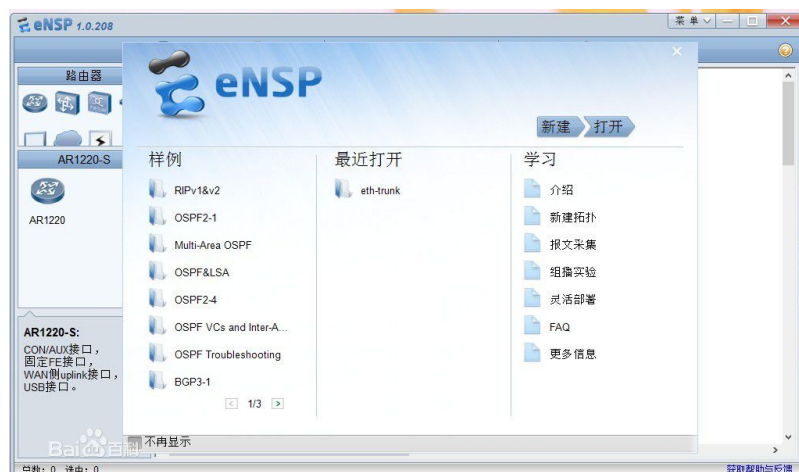 eNSP 1.0.208
菜单
路由器
AR1220-S
AR1220
AR1220-S:
CON/AUX接口，
固定FE接口，
WAN侧uplink接口，
USB接口。
eNSP
新建
打开
样例
RIPv1&v2
OSPF2-1
Multi-Area OSPF
OSPF&LSA
OSPF2-4
OSPF VCs and Inter-A...
OSPF Troubleshooting
BGP3-1
1/3
最近打开
eth-trunk
学习
介绍
新建拓扑
报文采集
组播实验
灵活部署
FAQ
更多信息
不再显示
Bai百科
总数：0 选中：0
获取帮助与反馈